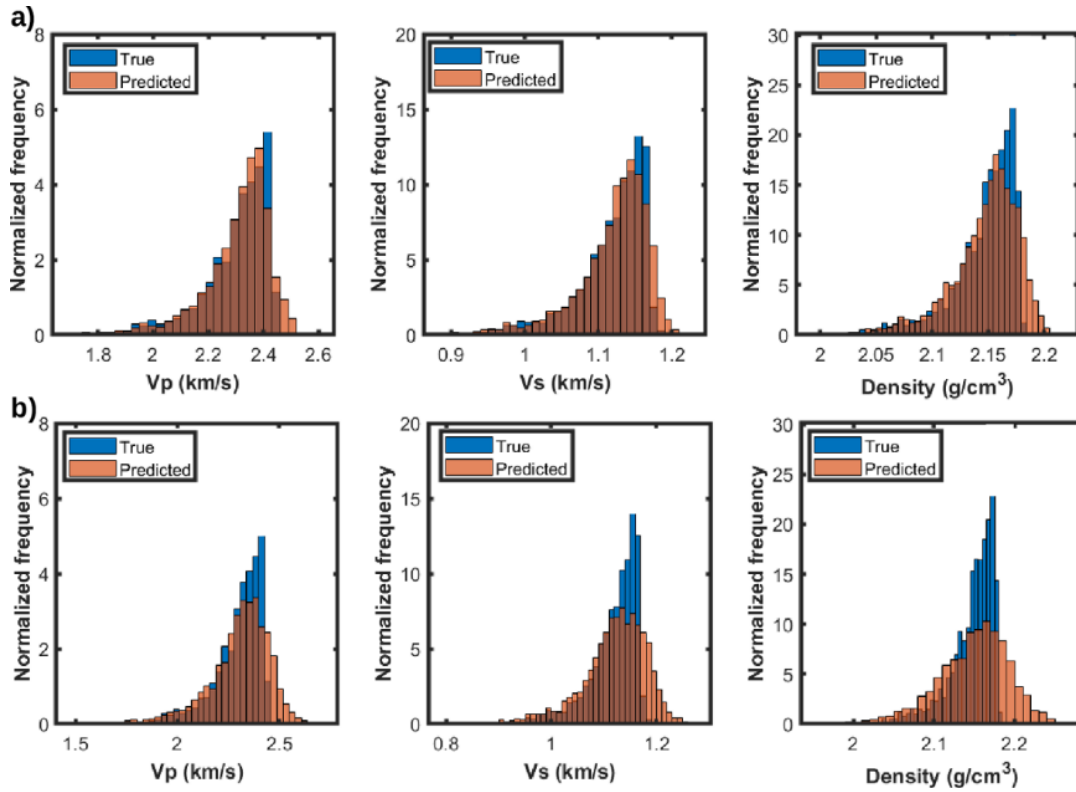 a)
8
6
4
2
0
Normalized frequency
True
Predicted
1.8
2
2.2
2.4
2.6
Vp (km/s)
20
15
10
5
0
Normalized frequency
True
Predicted
0.9
1
1.1
1.2
Vs (km/s)
30
25
20
15
10
5
0
Normalized frequency
True
Predicted
2
2.05
2.1
2.15
2.2
Density (g/cm³)
b)
8
6
4
2
0
Normalized frequency
True
Predicted
1.5
2
2.5
Vp (km/s)
20
15
10
5
0
Normalized frequency
True
Predicted
0.8
1
1.2
Vs (km/s)
30
25
20
15
10
5
0
Normalized frequency
True
Predicted
2
2.1
2.2
Density (g/cm³)